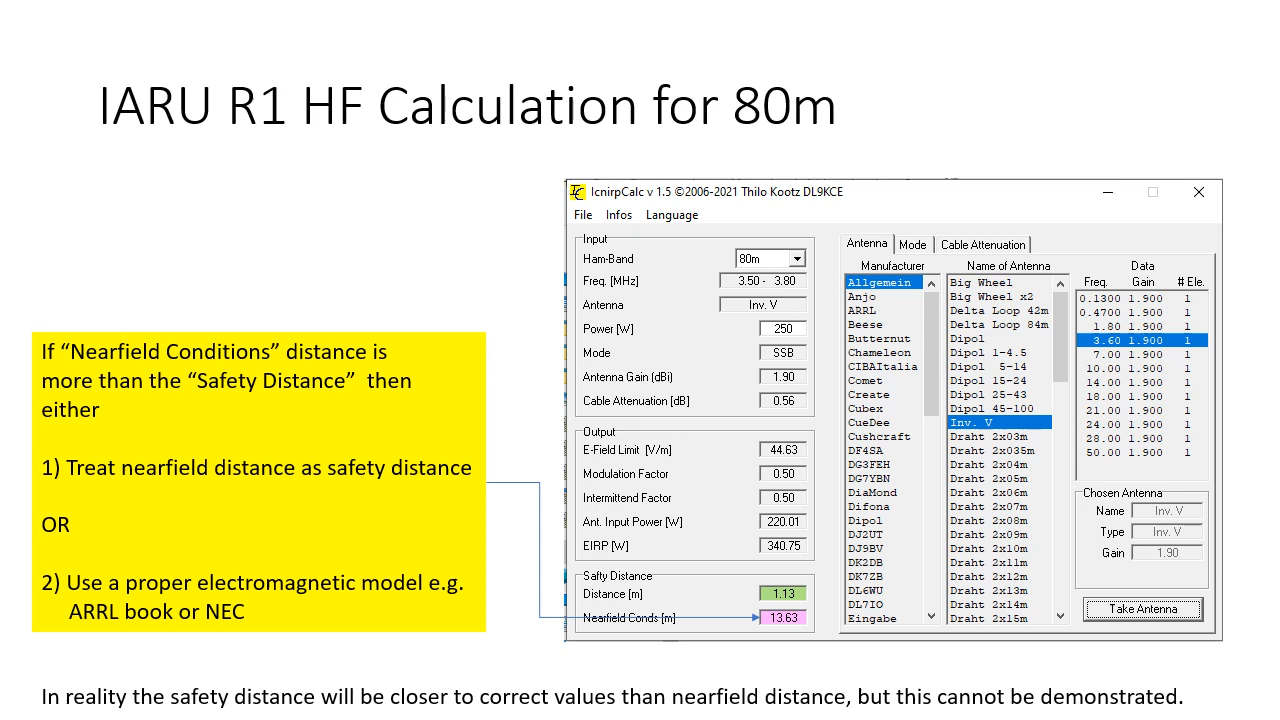 IARU R1 HF Calculation for 80m
If “Nearfield Conditions” distance is
more than the “Safety Distance” then
either
1) Treat nearfield distance as safety distance
OR
2) Use a proper electromagnetic model e.g.
ARRL book or NEC
IcnirpCalc v 1.5 ©2006-2021 Thilo Kootz DL9KCE
File Infos Language
Input
Ham-Band 80m
Freq. [MHz] 3.50 - 3.80
Antenna Inv. V
Power [W] 250
Mode SSB
Antenna Gain (dBi) 1.90
Cable Attenuation [dB] 0.56
Output
E-Field Limit [V/m] 44.63
Modulation Factor 0.50
Intermittend Factor 0.50
Ant. Input Power [W] 220.01
EIRP [W] 340.75
Safty Distance
Distance [m] 1.13
Nearfield Conds [m] 13.63
Antenna Mode Cable Attenuation
Manufacturer
Allgemein
Anjo
ARRL
Beese
Butternut
Chameleon
CIBAItalia
Comet
Create
Cubex
CueDee
Cushcraft
DF4SA
DG3FEH
DG7YBN
DiaMond
Difona
Dipol
DJ2UT
DJ9BV
DK2DB
DK7ZB
DL6WU
DL7IO
Eingabe
Name of Antenna
Big Wheel
Big Wheel x2
Delta Loop 42m
Delta Loop 84m
Dipol
Dipol 1-4.5
Dipol 5-14
Dipol 15-24
Dipol 25-43
Dipol 45-100
Inv. V
Draht 2x03m
Draht 2x035m
Draht 2x04m
Draht 2x05m
Draht 2x06m
Draht 2x07m
Draht 2x08m
Draht 2x09m
Draht 2x10m
Draht 2x11m
Draht 2x12m
Draht 2x13m
Draht 2x14m
Draht 2x15m
Data
Freq. Gain # Ele.
0.1300 1.900 1
0.4700 1.900 1
1.80 1.900 1
3.60 1.900 1
7.00 1.900 1
10.00 1.900 1
14.00 1.900 1
18.00 1.900 1
21.00 1.900 1
24.00 1.900 1
28.00 1.900 1
50.00 1.900 1
Chosen Antenna
Name Inv. V
Type Inv. V
Gain 1.90
Take Antenna
In reality the safety distance will be closer to correct values than nearfield distance, but this cannot be demonstrated.